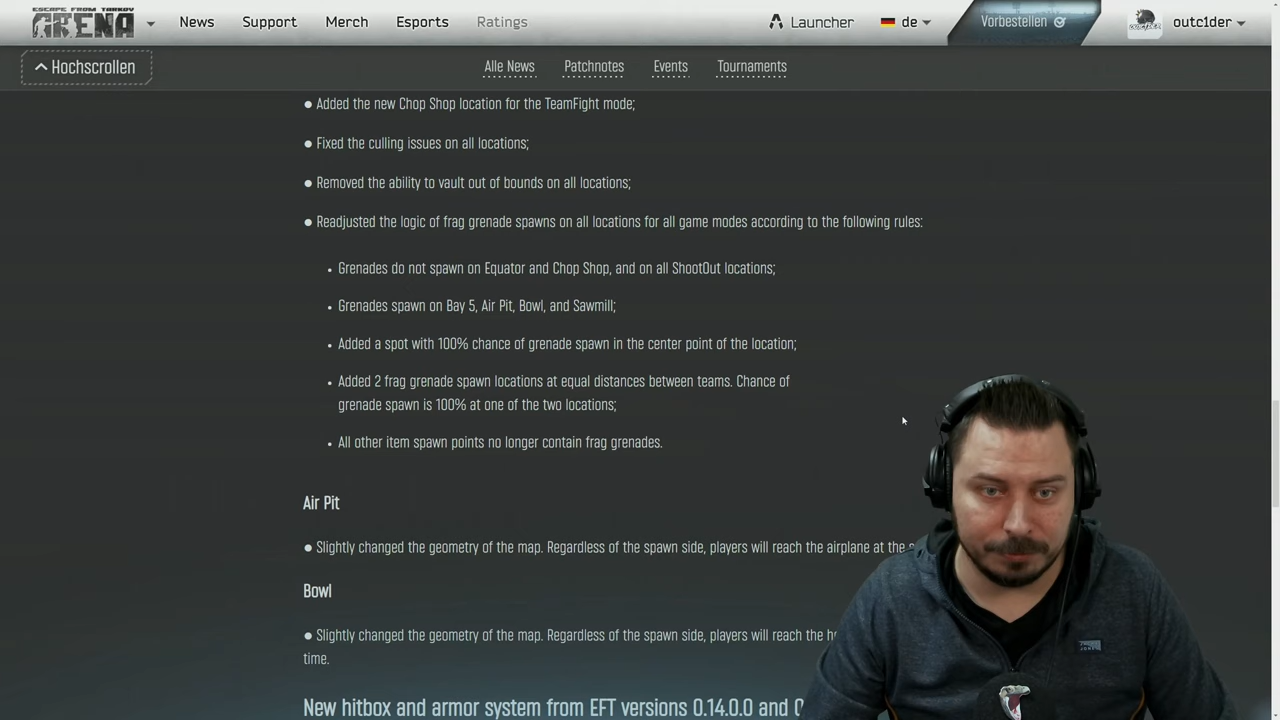 ESCAPE FROM TARKOV
ARENA
News
Support
Merch
Esports
Ratings
Launcher
de
Vorbestellen
outc1der
Hochscrollen
Alle News
Patchnotes
Events
Tournaments
● Added the new Chop Shop location for the TeamFight mode;
● Fixed the culling issues on all locations;
● Removed the ability to vault out of bounds on all locations;
● Readjusted the logic of frag grenade spawns on all locations for all game modes according to the following rules:
• Grenades do not spawn on Equator and Chop Shop, and on all ShootOut locations;
• Grenades spawn on Bay 5, Air Pit, Bowl, and Sawmill;
• Added a spot with 100% chance of grenade spawn in the center point of the location;
• Added 2 frag grenade spawn locations at equal distances between teams. Chance of
grenade spawn is 100% at one of the two locations;
• All other item spawn points no longer contain frag grenades.
Air Pit
● Slightly changed the geometry of the map. Regardless of the spawn side, players will reach the airplane at the
Bowl
● Slightly changed the geometry of the map. Regardless of the spawn side, players will reach the
time.
New hitbox and armor system from EFT versions 0.14.0.0 and